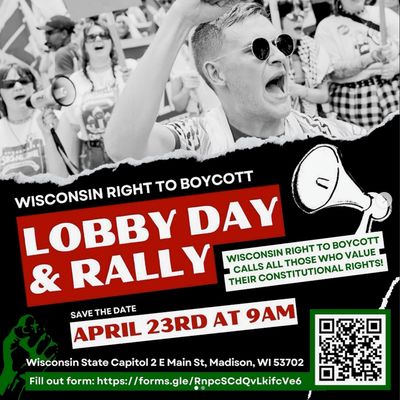 WISCONSIN RIGHT TO BOYCOTT
LOBBY DAY
& RALLY
WISCONSIN RIGHT TO BOYCOTT
CALLS ALL THOSE WHO VALUE
THEIR CONSTITUTIONAL RIGHTS!
SAVE THE DATE
APRIL 23RD AT 9AM
Wisconsin State Capitol 2 E Main St, Madison, WI 53702
Fill out form: https://forms.gle/RnpcSCdQvLkifcVe6